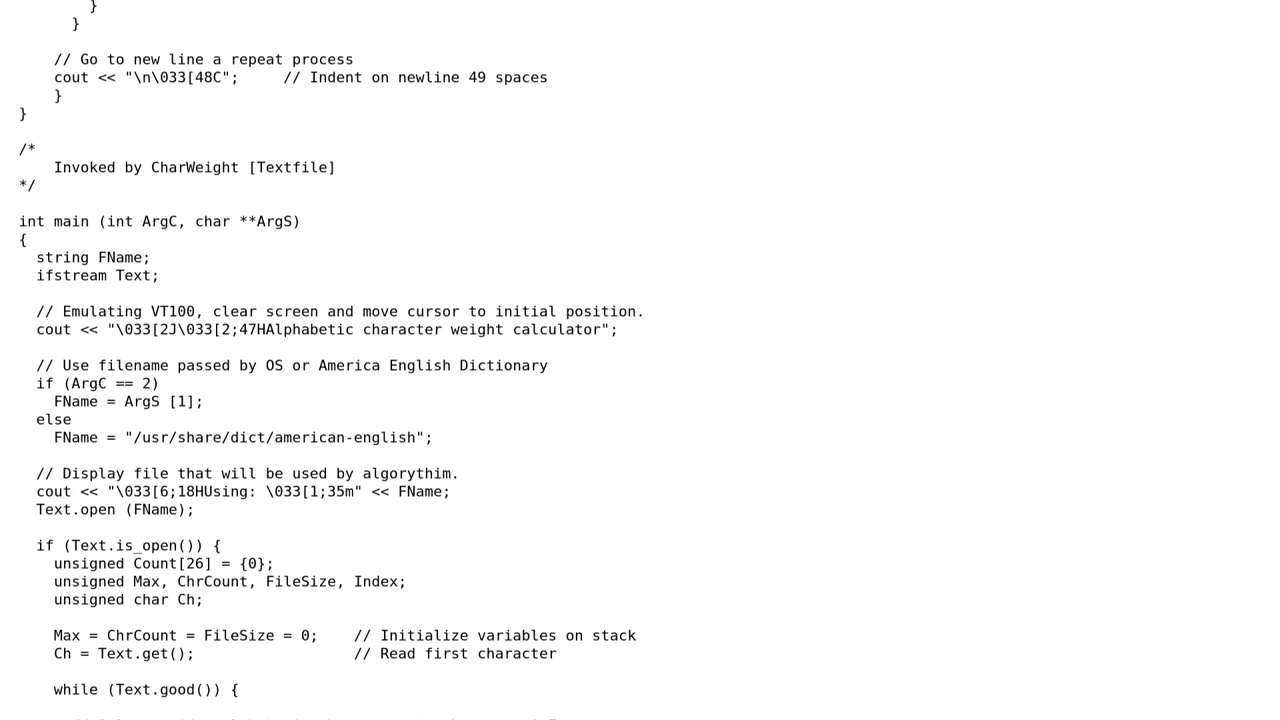 }
}
// Go to new line a repeat process
cout << "\n\033[48C";     // Indent on newline 49 spaces
}
}
/*
Invoked by CharWeight [Textfile]
*/
int main (int ArgC, char **ArgS)
{
string FName;
ifstream Text;
// Emulating VT100, clear screen and move cursor to initial position.
cout << "\033[2J\033[2;47HAlphabetic character weight calculator";
// Use filename passed by OS or America English Dictionary
if (ArgC == 2)
FName = ArgS [1];
else
FName = "/usr/share/dict/american-english";
// Display file that will be used by algorythim.
cout << "\033[6;18HUsing: \033[1;35m" << FName;
Text.open (FName);
if (Text.is_open()) {
unsigned Count[26] = {0};
unsigned Max, ChrCount, FileSize, Index;
unsigned char Ch;
Max = ChrCount = FileSize = 0;    // Initialize variables on stack
Ch = Text.get();                  // Read first character
while (Text.good()) {